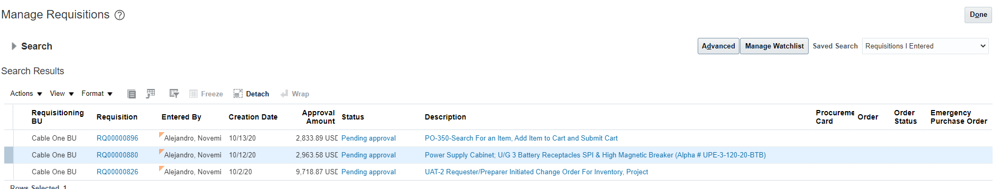 Manage Requisitions ?
Done
Search
Advanced Manage Watchlist Saved Search Requisitions I Entered
Search Results
Actions View Format Freeze Detach Wrap
Requisitioning BU Requisition Entered By Creation Date Approval Amount Status Description Procureme Card Order Order Status Emergency Purchase Order
Cable One BU RQ00000896 Alejandro, Novemi 10/13/20 2,833.89 USD Pending approval PO-350-Search For an Item, Add Item to Cart and Submit Cart
Cable One BU RQ00000880 Alejandro, Novemi 10/12/20 2,963.58 USD Pending approval Power Supply Cabinet; U/G 3 Battery Receptacles SPI & High Magnetic Breaker (Alpha # UPE-3-120-20-BTB)
Cable One BU RQ00000826 Alejandro, Novemi 10/2/20 9,718.87 USD Pending approval UAT-2 Requester/Preparer Initiated Change Order For Inventory, Project
Rows Selected 1